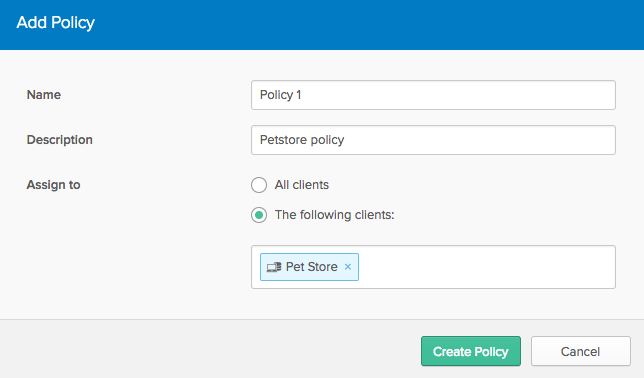 Add Policy
Name
Policy 1
Description
Petstore policy
Assign to
All clients
The following clients:
Pet Store ×
Create Policy
Cancel